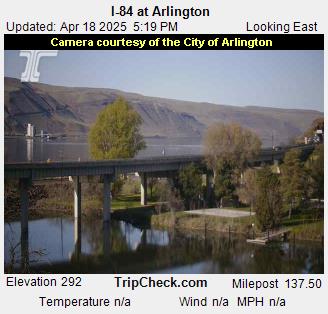 I-84 at Arlington
Updated: Apr 18 2025 5:19 PM Looking East
Camera courtesy of the City of Arlington
Elevation 292 TripCheck.com Milepost 137.50
Temperature n/a Wind n/a MPH n/a